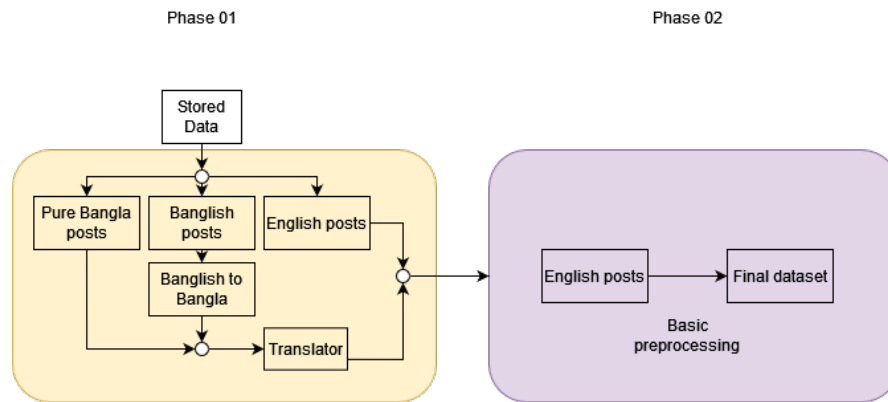 Phase 01
Phase 02
Stored
Data
Pure Bangla
posts
Banglish
posts
English posts
Banglish to
Bangla
Translator
English posts
Final dataset
Basic
preprocessing